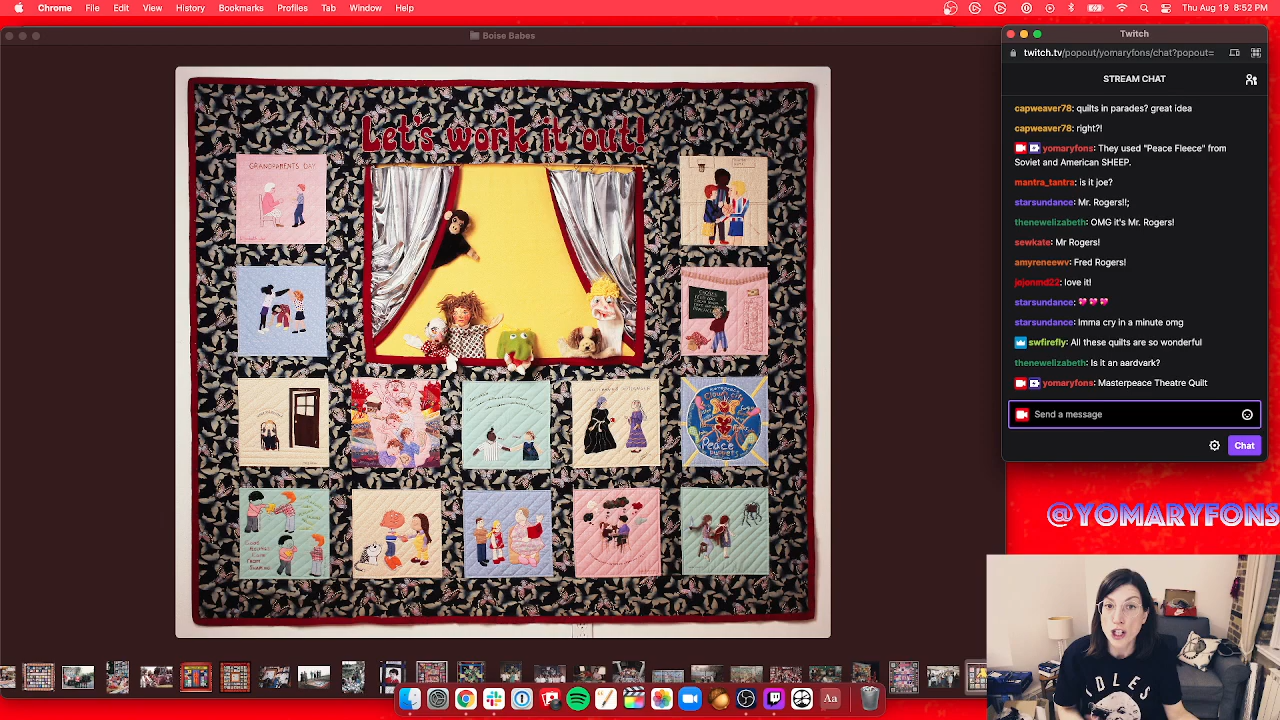 Chrome File Edit View History Bookmarks Profiles Tab Window Help
Thu Aug 19 8:52 PM
Boise Babes
Let's work it out!
GRANDPARENTS DAY
Peace
Twitch
twitch.tv/popout/yomaryfons/chat?popout=
STREAM CHAT
capweaver78: quilts in parades? great idea
capweaver78: right?!
yomaryfons: They used "Peace Fleece" from
Soviet and American SHEEP.
mantra_tantra: is it joe?
starsundance: Mr. Rogers!!;
thenewelizabeth: OMG it's Mr. Rogers!
sewkate: Mr Rogers!
amyreneewv: Fred Rogers!
jejenmd22: love it!
starsundance:
starsundance: Imma cry in a minute omg
swfirefly: All these quilts are so wonderful
thenewelizabeth: Is it an aardvark?
yomaryfons: Masterpeace Theatre Quilt
Send a message
Chat
@YOMARYFONS
Aa